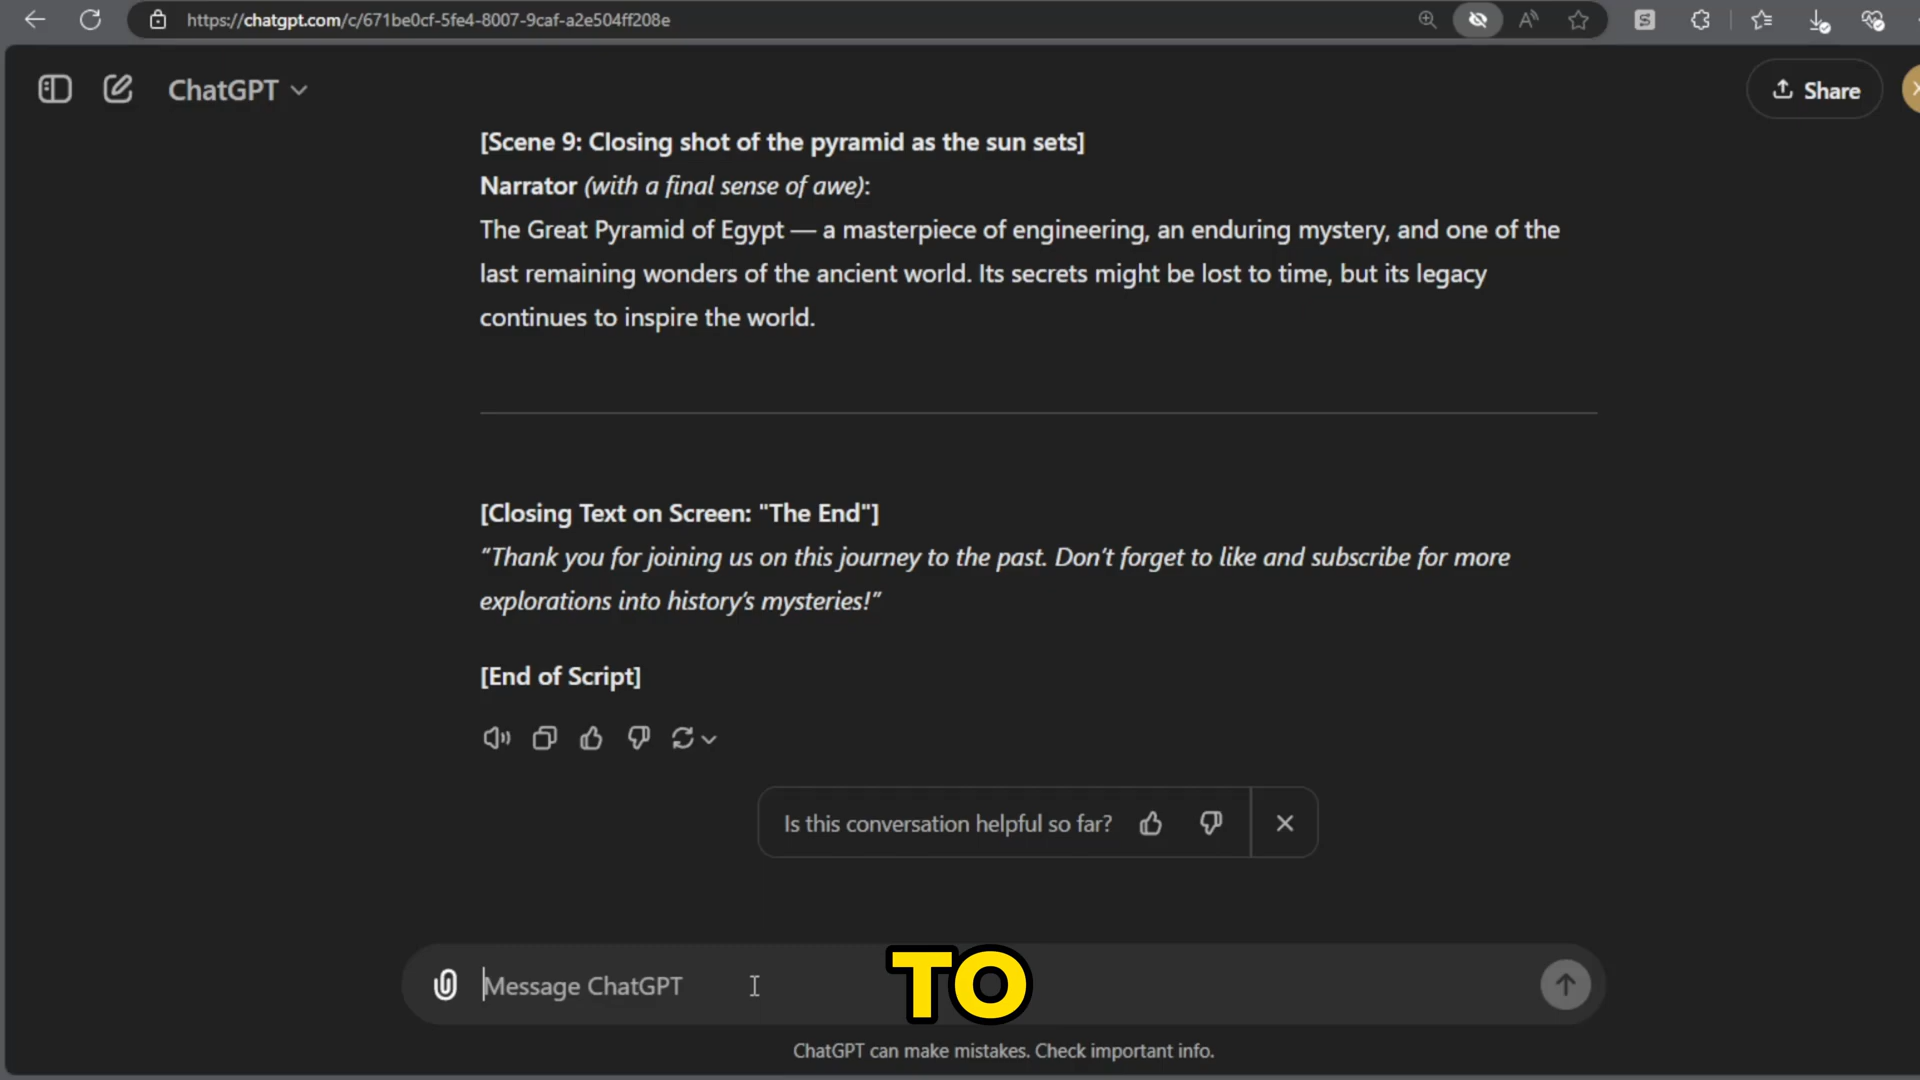 https://chatgpt.com/c/671be0cf-5fe4-8007-9caf-a2e504ff208e
ChatGPT
Share
[Scene 9: Closing shot of the pyramid as the sun sets]
Narrator (with a final sense of awe):
The Great Pyramid of Egypt — a masterpiece of engineering, an enduring mystery, and one of the
last remaining wonders of the ancient world. Its secrets might be lost to time, but its legacy
continues to inspire the world.
[Closing Text on Screen: "The End"]
“Thank you for joining us on this journey to the past. Don’t forget to like and subscribe for more
explorations into history’s mysteries!”
[End of Script]
Is this conversation helpful so far?
Message ChatGPT
TO
ChatGPT can make mistakes. Check important info.